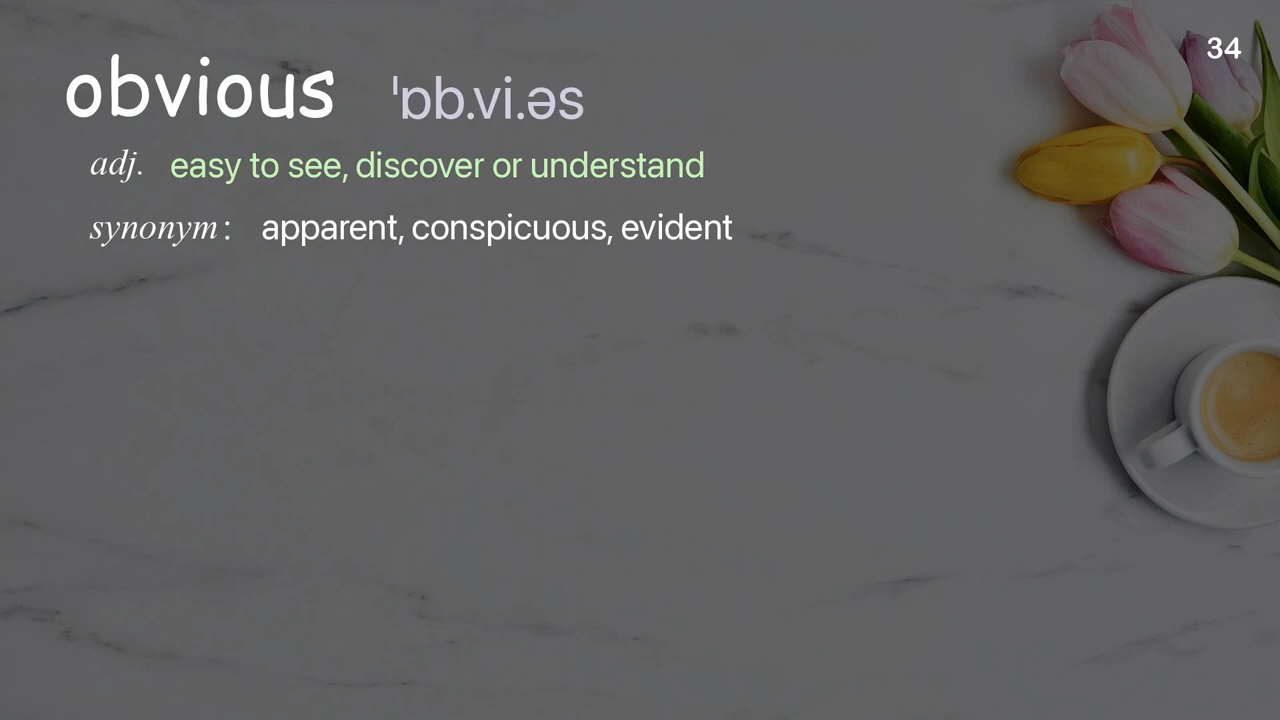 34
obvious ˈɒb.vi.əs
adj. easy to see, discover or understand
synonym: apparent, conspicuous, evident